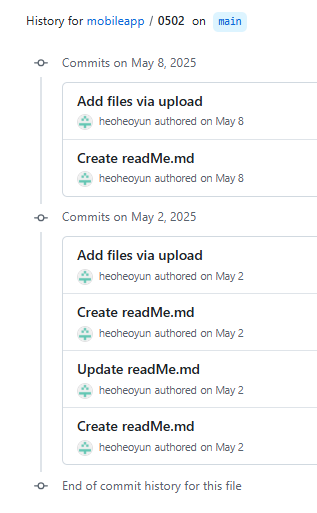 History for mobileapp / 0502 on main
Commits on May 8, 2025
Add files via upload
heoheoyun authored on May 8
Create readMe.md
heoheoyun authored on May 8
Commits on May 2, 2025
Add files via upload
heoheoyun authored on May 2
Create readMe.md
heoheoyun authored on May 2
Update readMe.md
heoheoyun authored on May 2
Create readMe.md
heoheoyun authored on May 2
End of commit history for this file